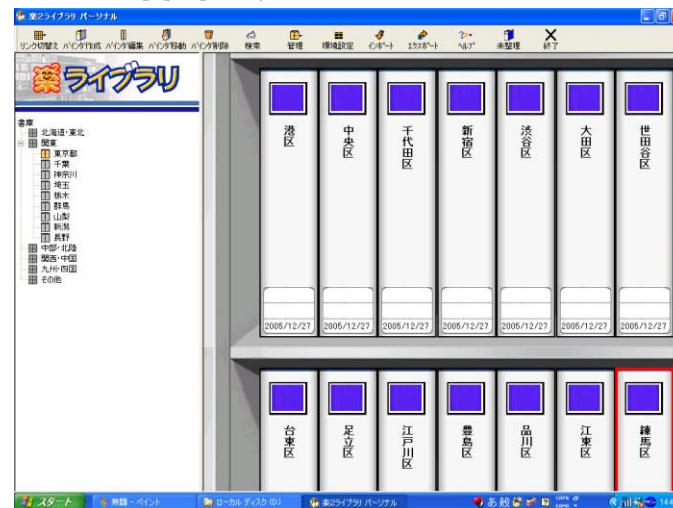 楽2ライブラリ パーソナル
リンク切替え バインダ作成 バインダ編集 バインダ移動 バインダ削除 検索 管理 環境設定 インポート エクスポート ヘルプ 未整理 終了
楽ライブラリ
書庫
北海道・東北
関東
東京都
千葉
神奈川
埼玉
栃木
群馬
山梨
新潟
長野
中部・北陸
関西・中国
九州・四国
その他
港区
中央区
千代田区
新宿区
渋谷区
大田区
世田谷区
2005/12/27 2005/12/27 2005/12/27 2005/12/27 2005/12/27 2005/12/27 2005/12/27
台東区
足立区
江戸川区
豊島区
品川区
江東区
練馬区
スタート 無題 - ペイント ローカル ディスク (D:) 楽2ライブラリ パーソナル あ 般 CAPS